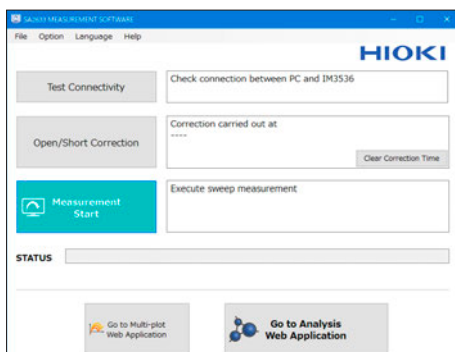 SA2633 MEASUREMENT SOFTWARE
File Option Language Help
HIOKI
Test Connectivity
Check connection between PC and IM3536
Open/Short Correction
Correction carried out at
----
Clear Correction Time
Measurement
Start
Execute sweep measurement
STATUS
Go to Multi-plot
Web Application
Go to Analysis
Web Application